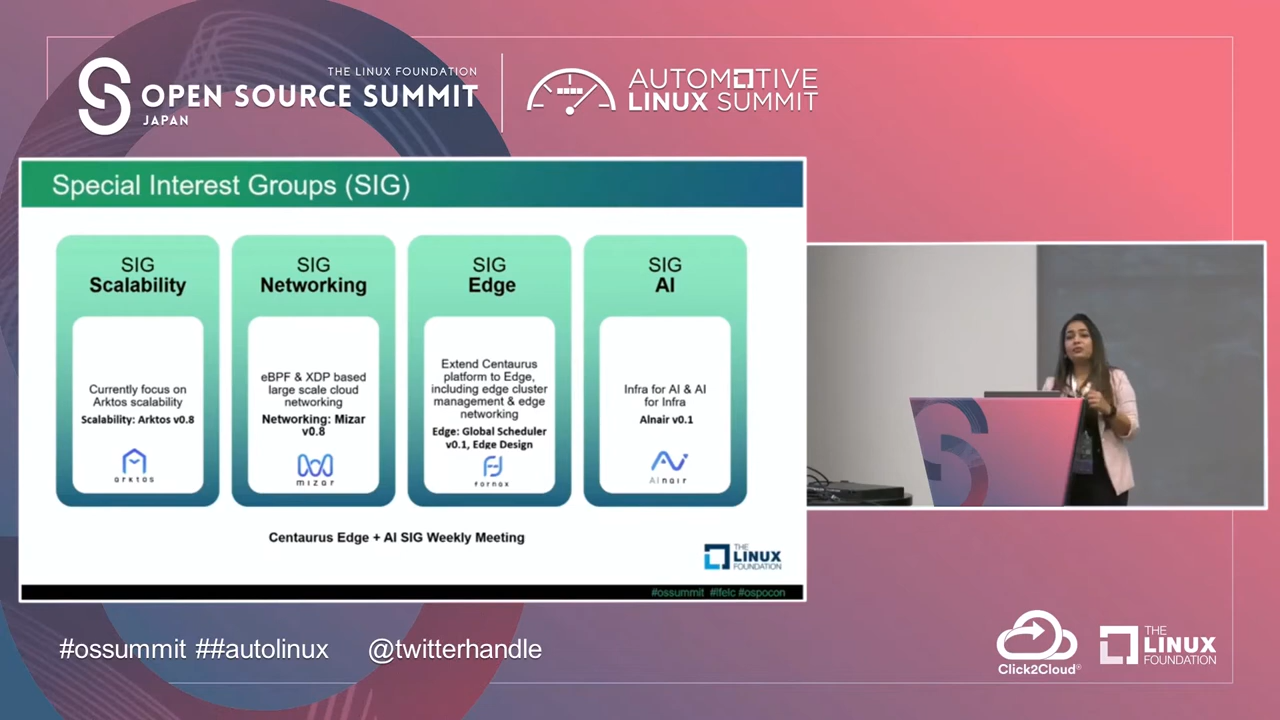 THE LINUX FOUNDATION
OPEN SOURCE SUMMIT
JAPAN
AUTOMOTIVE
LINUX SUMMIT
Special Interest Groups (SIG)
SIG
Scalability
Currently focus on
Arktos scalability
Scalability: Arktos v0.8
arktos
SIG
Networking
eBPF & XDP based
large scale cloud
networking
Networking: Mizar
v0.8
mizar
SIG
Edge
Extend Centaurus
platform to Edge,
including edge cluster
management & edge
networking
Edge: Global Scheduler
v0.1, Edge Design
fornax
SIG
AI
Infra for AI & AI
for Infra
Alnair v0.1
Alnair
Centaurus Edge + AI SIG Weekly Meeting
THE
LINUX
FOUNDATION
#ossummit #lfelc #ospocon
#ossummit ##autolinux @twitterhandle
Click2Cloud®
THE
LINUX
FOUNDATION